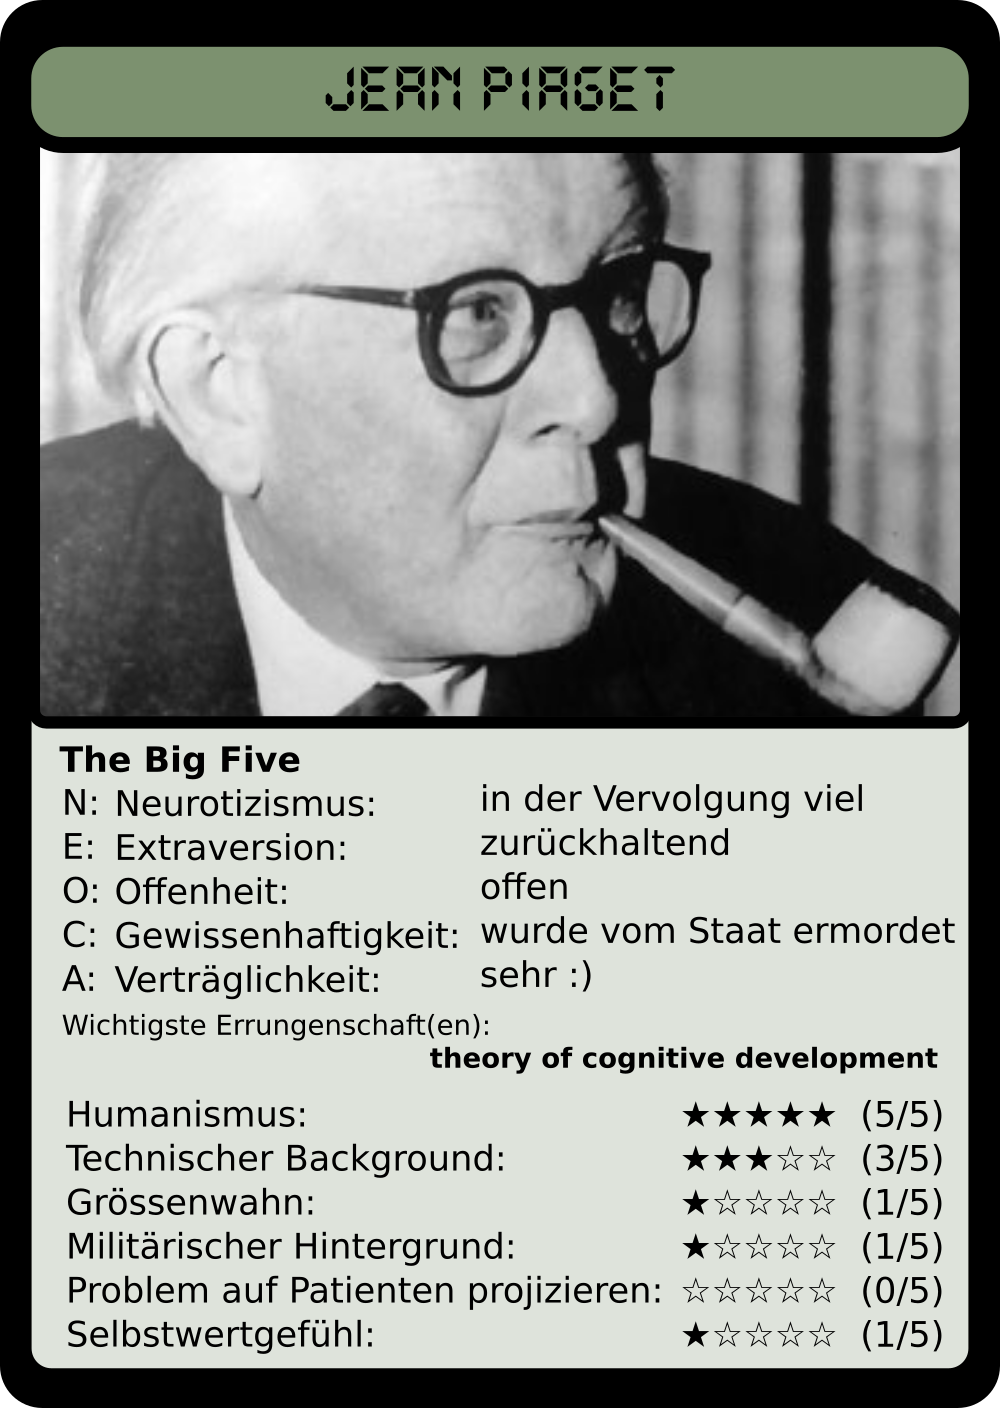 JEAN PIAGET
The Big Five
N: Neurotizismus: in der Vervolgung viel
E: Extraversion: zurückhaltend
O: Offenheit: offen
C: Gewissenhaftigkeit: wurde vom Staat ermordet
A: Verträglichkeit: sehr :)
Wichtigste Errungenschaft(en):
theory of cognitive development
Humanismus: ★★★★★ (5/5)
Technischer Background: ★★★☆☆ (3/5)
Grössenwahn: ★☆☆☆☆ (1/5)
Militärischer Hintergrund: ★☆☆☆☆ (1/5)
Problem auf Patienten projizieren: ☆☆☆☆☆ (0/5)
Selbstwertgefühl: ★☆☆☆☆ (1/5)